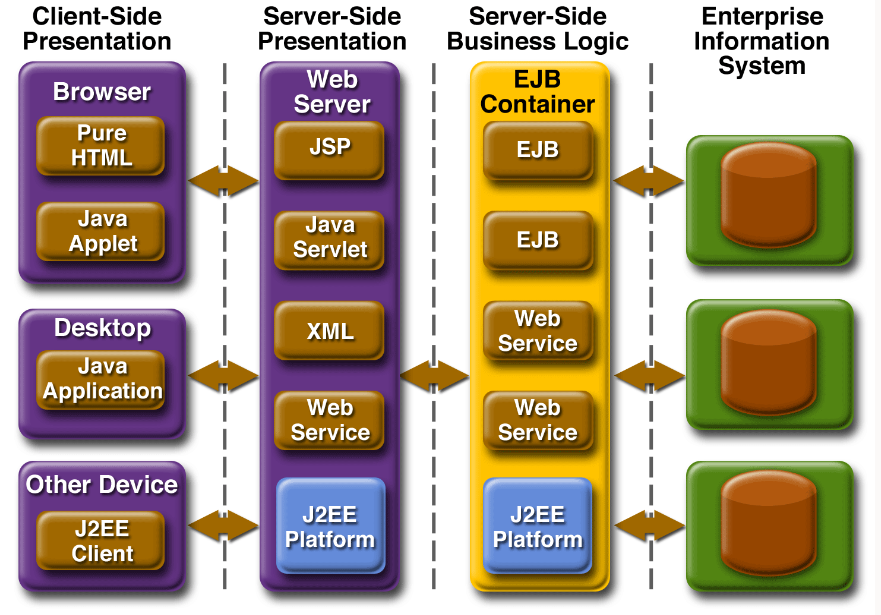 Client-Side
Presentation
Server-Side
Presentation
Server-Side
Business Logic
Enterprise
Information
System
Browser
Pure
HTML
Java
Applet
Desktop
Java
Application
Other Device
J2EE
Client
Web
Server
JSP
Java
Servlet
XML
Web
Service
J2EE
Platform
EJB
Container
EJB
EJB
Web
Service
Web
Service
J2EE
Platform